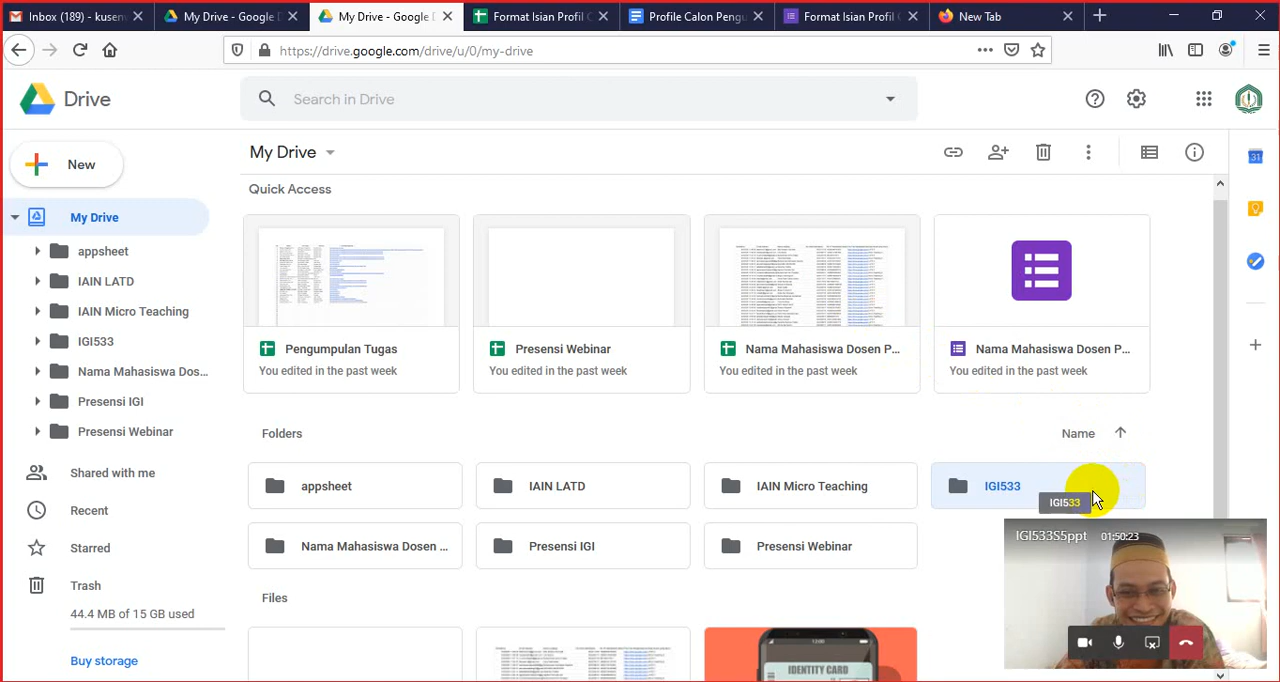 Inbox (189) - kusen
My Drive - Google D
My Drive - Google D
Format Isian Profil C
Profile Calon Pengu
Format Isian Profil C
New Tab
https://drive.google.com/drive/u/0/my-drive
Drive
Search in Drive
New
My Drive
31
My Drive
Quick Access
appsheet
IAIN LATD
IAIN Micro Teaching
IGI533
Nama Mahasiswa Dos...
Presensi IGI
Presensi Webinar
Pengumpulan Tugas
You edited in the past week
Presensi Webinar
You edited in the past week
Nama Mahasiswa Dosen P...
You edited in the past week
Nama Mahasiswa Dosen P...
You edited in the past week
Folders
Name
appsheet
IAIN LATD
IAIN Micro Teaching
IGI533
IGI533
Nama Mahasiswa Dosen ...
Presensi IGI
Presensi Webinar
IGI533S5ppt 01:50:23
Shared with me
Recent
Starred
Trash
44.4 MB of 15 GB used
Buy storage
Files
IDENTITY CARD